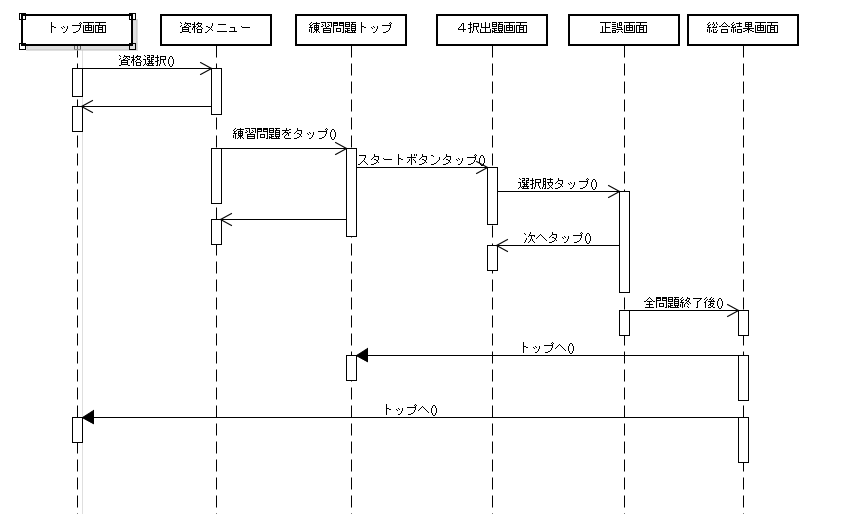 トップ画面
資格メニュー
練習問題トップ
４択出題画面
正誤画面
総合結果画面
資格選択()
練習問題をタップ()
スタートボタンタップ()
選択肢タップ()
次へタップ()
全問題終了後()
トップへ()
トップへ()